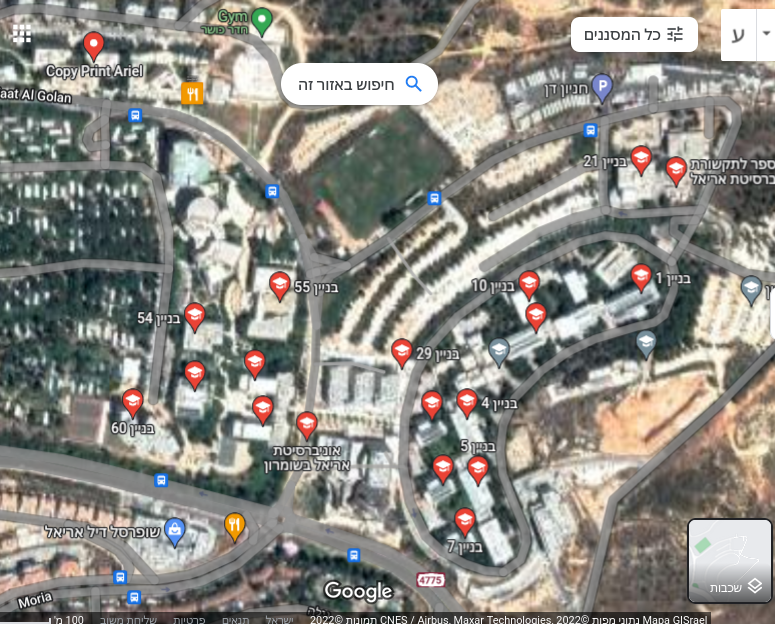 Gym
חדר כושר
כל המסננים
ע
Copy Print Ariel
חיפוש באזור זה
חניון דן
aat Al Golan
בניין 21
ספר לתקשורת
ברסיטת אריאל
בניין 1
בניין 10
בניין 55
בניין 54
בניין 29
בניין 4
בניין 60
בניין 5
אוניברסיטת
אריאל בשומרון
שופרסל דיל אריאל
בניין 7
4775
שכבות
Google
Moria
100 מ'
שליחת משוב
פרטיות
תנאים
ישראל
תמונות ©2022 CNES / Airbus, Maxar Technologies, נתוני מפות ©2022 Mapa GISrael